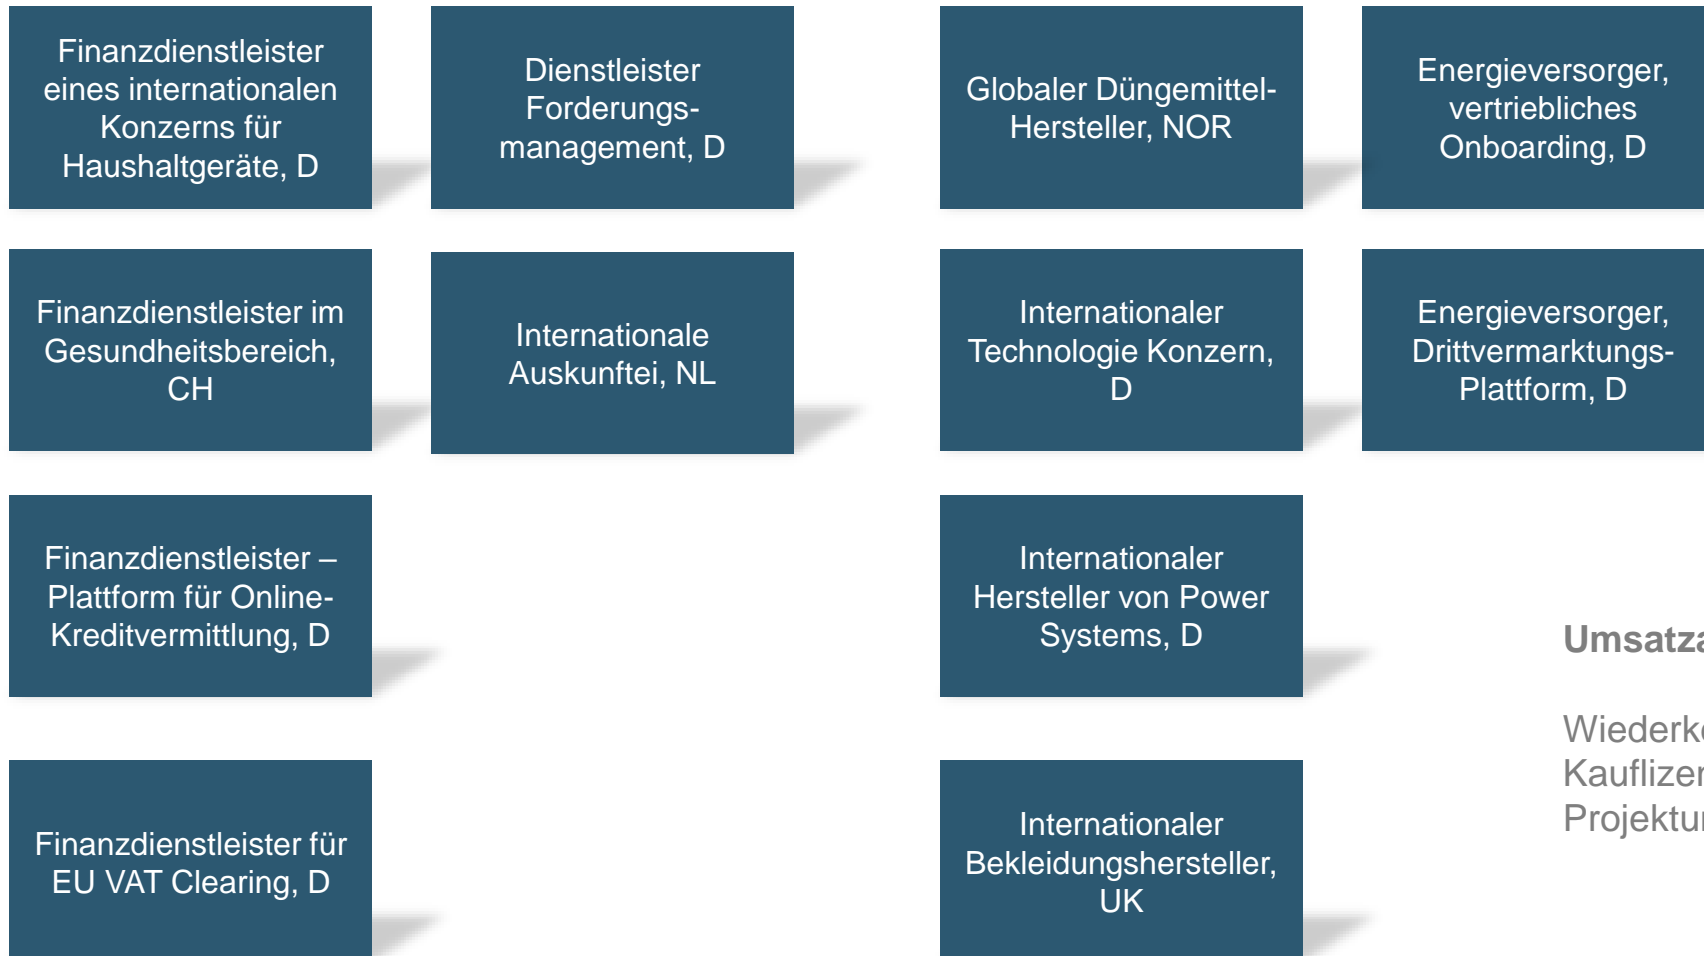 Finanzdienstleister
eines internationalen
Konzerns für
Haushaltgeräte, D
Dienstleister
Forderungs-
management, D
Globaler Düngemittel-
Hersteller, NOR
Energieversorger,
vertriebliches
Onboarding, D
Finanzdienstleister im
Gesundheitsbereich,
CH
Internationale
Auskunftei, NL
Internationaler
Technologie Konzern,
D
Energieversorger,
Drittvermarktungs-
Plattform, D
Finanzdienstleister –
Plattform für Online-
Kreditvermittlung, D
Internationaler
Hersteller von Power
Systems, D
Finanzdienstleister für
EU VAT Clearing, D
Internationaler
Bekleidungshersteller,
UK